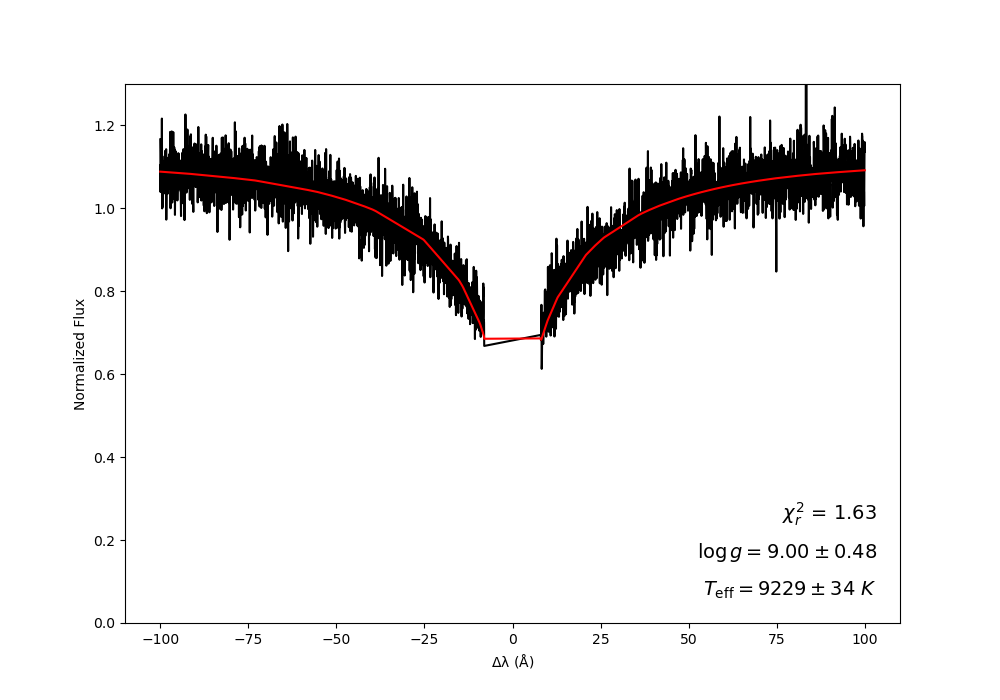 1.2
1.0
0.8
0.6
0.4
0.2
0.0
Normalized Flux
χ²ᵣ = 1.63
log g = 9.00 ± 0.48
T_eff = 9229 ± 34 K
−100 −75 −50 −25 0 25 50 75 100
Δλ (Å)